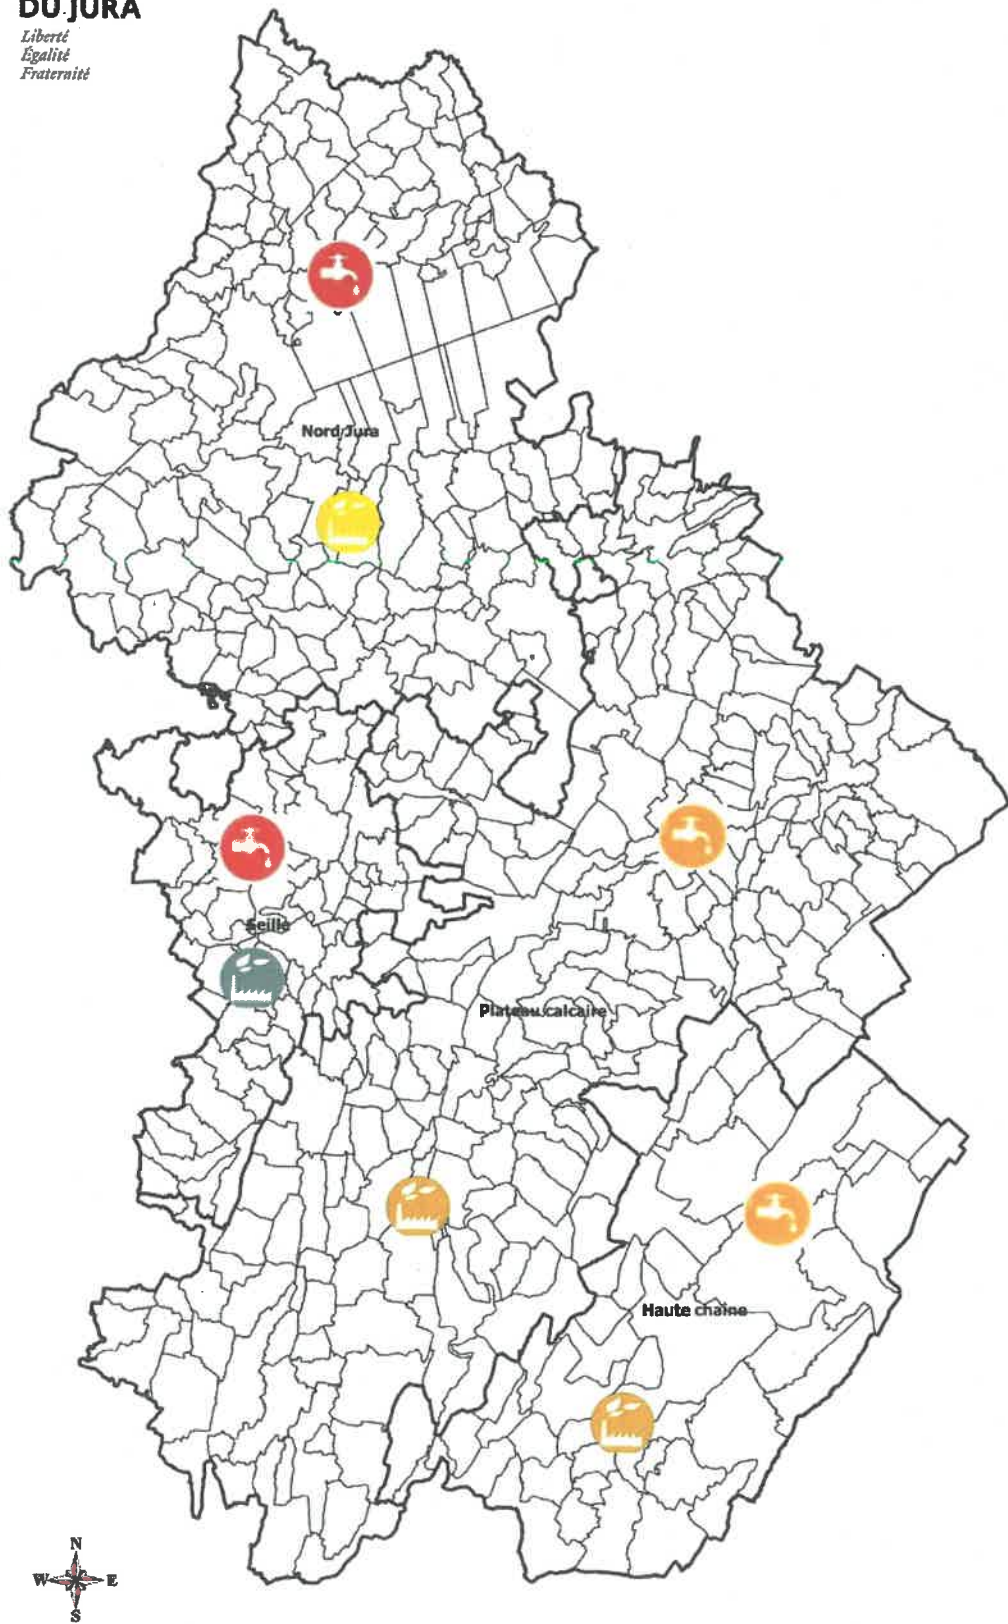 DU JURA
Liberté
Égalité
Fraternité
Nord Jura
Seille
Plateau calcaire
Haute chaîne
N
W E
S